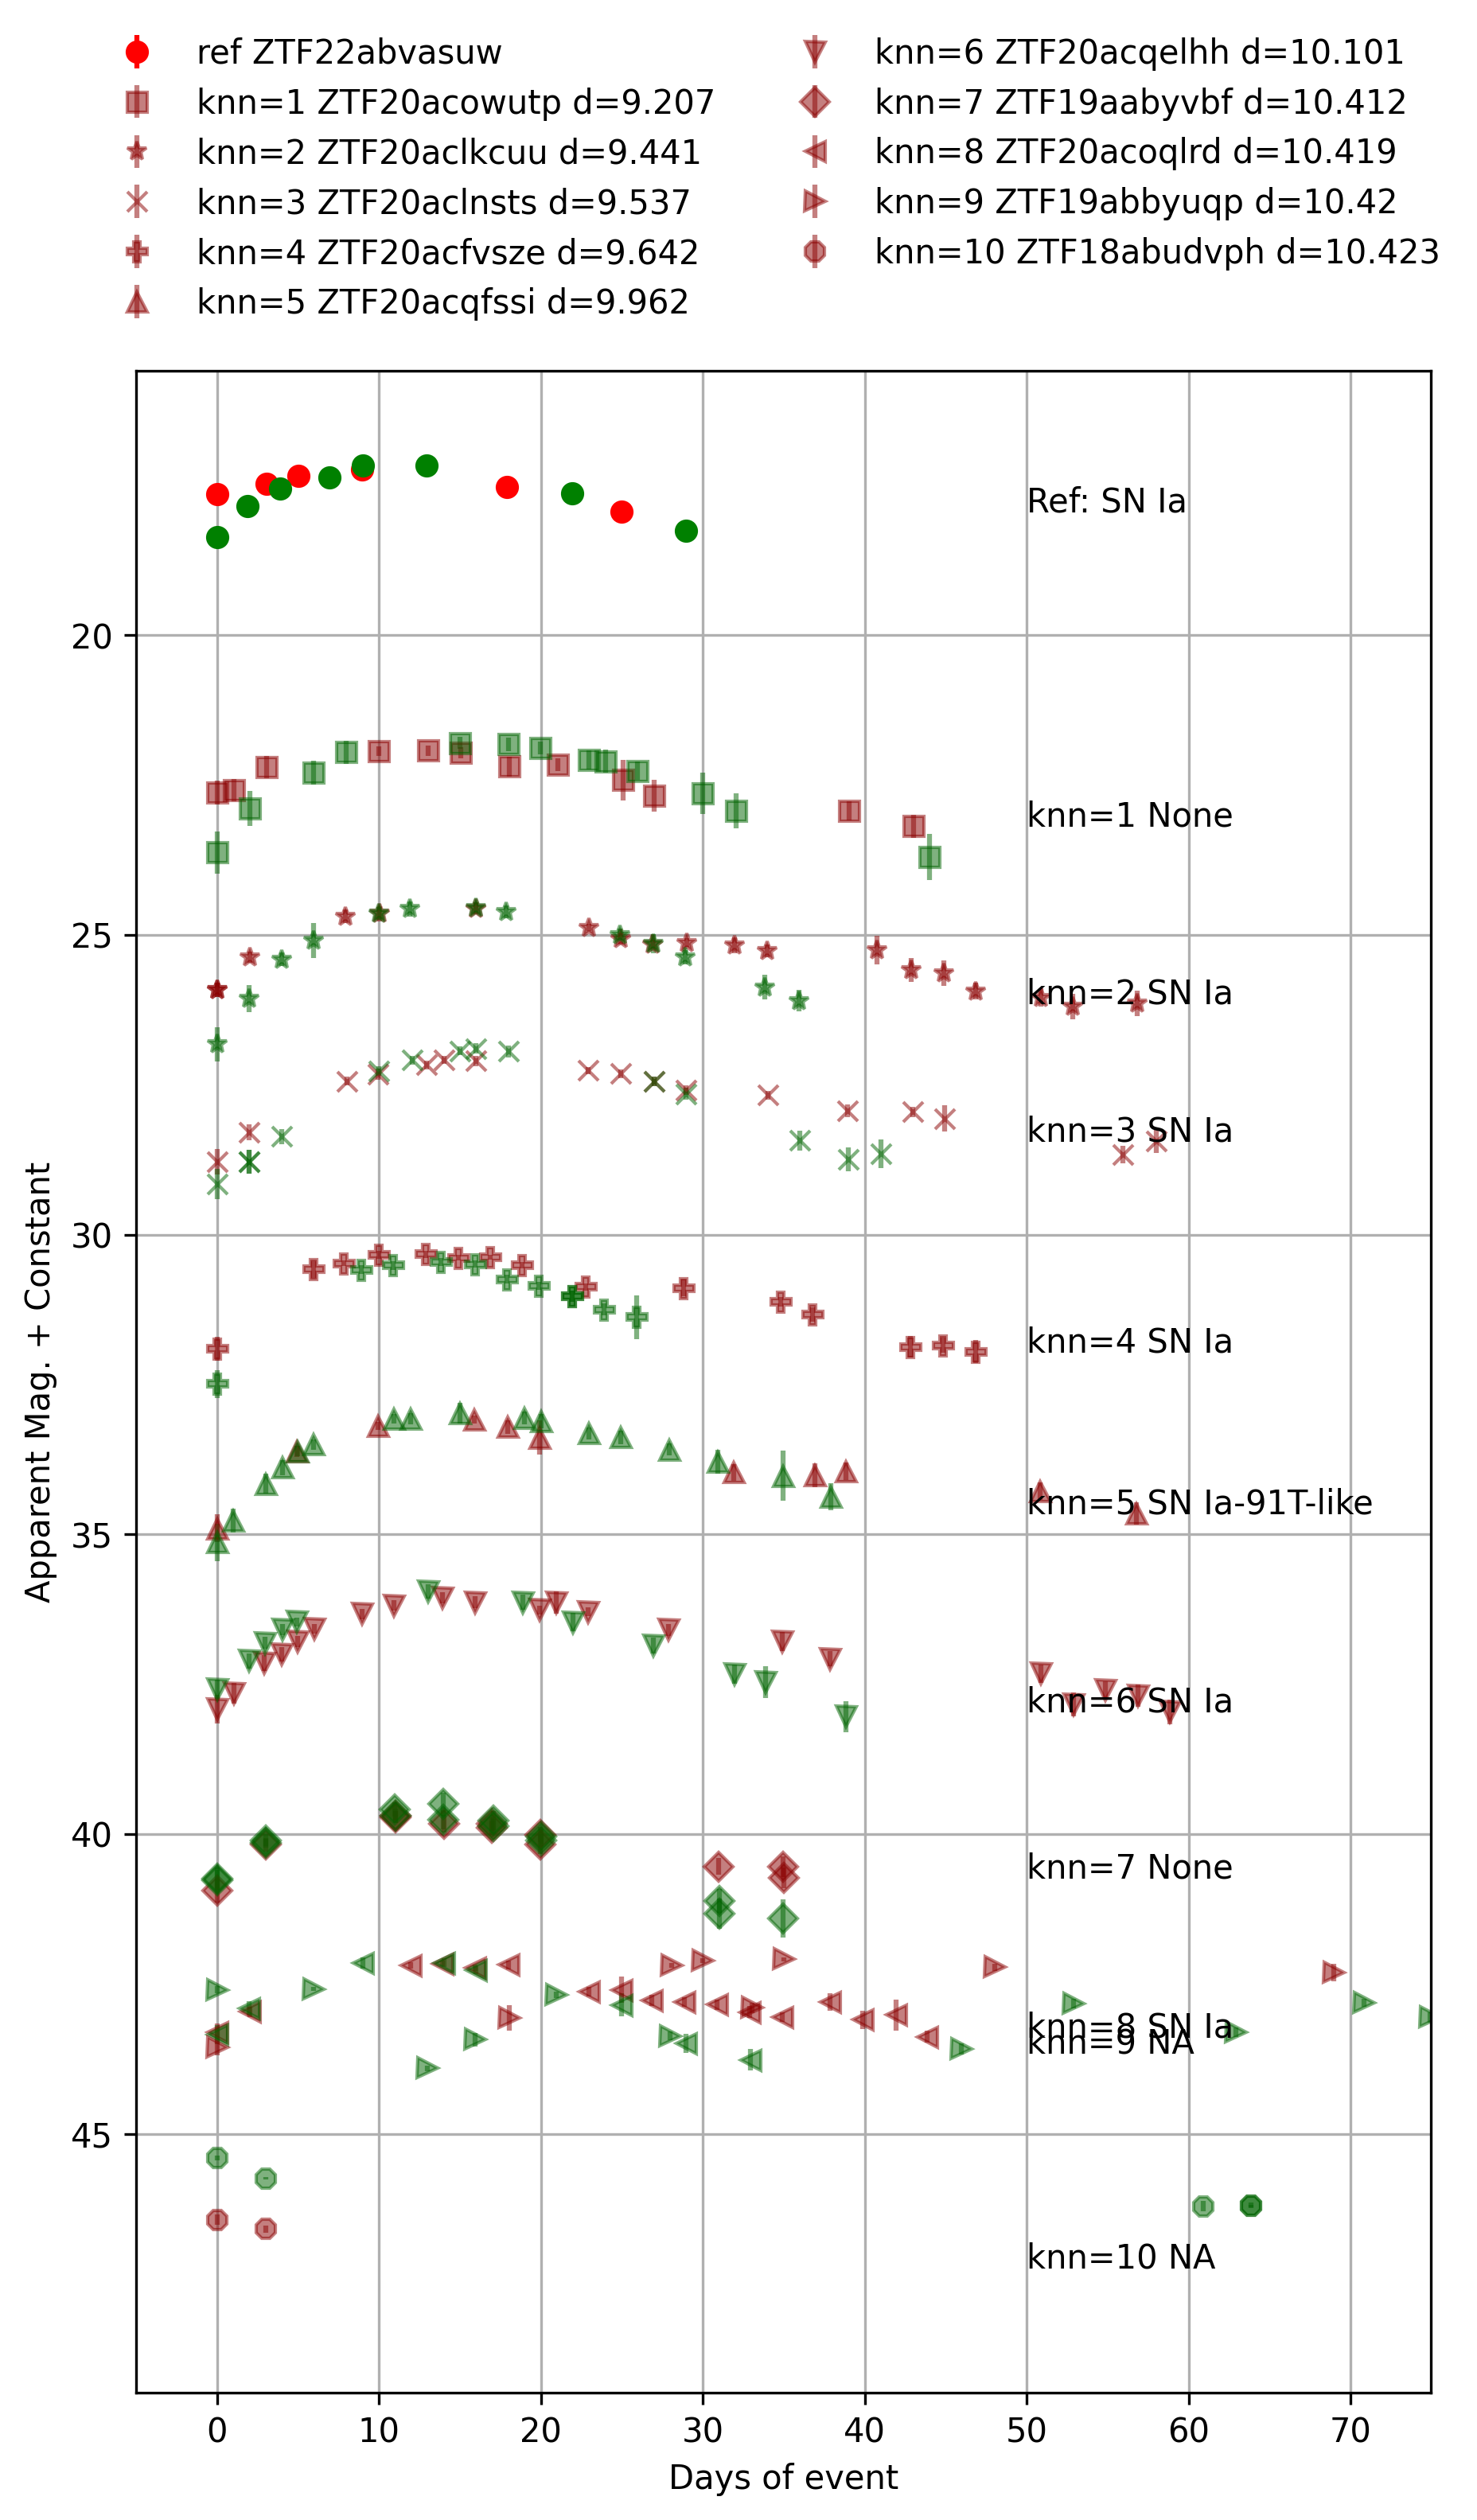 ref ZTF22abvasuw
knn=1 ZTF20acowutp d=9.207
knn=2 ZTF20aclkcuu d=9.441
knn=3 ZTF20aclnsts d=9.537
knn=4 ZTF20acfvsze d=9.642
knn=5 ZTF20acqfssi d=9.962
knn=6 ZTF20acqelhh d=10.101
knn=7 ZTF19aabyvbf d=10.412
knn=8 ZTF20acoqlrd d=10.419
knn=9 ZTF19abbyuqp d=10.42
knn=10 ZTF18abudvph d=10.423
Ref: SN Ia
20
knn=1 None
25
knn=2 SN Ia
knn=3 SN Ia
30
knn=4 SN Ia
knn=5 SN Ia-91T-like
35
knn=6 SN Ia
40
knn=7 None
knn=8 SN Ia
knn=9 NA
45
knn=10 NA
Apparent Mag. + Constant
0 10 20 30 40 50 60 70
Days of event